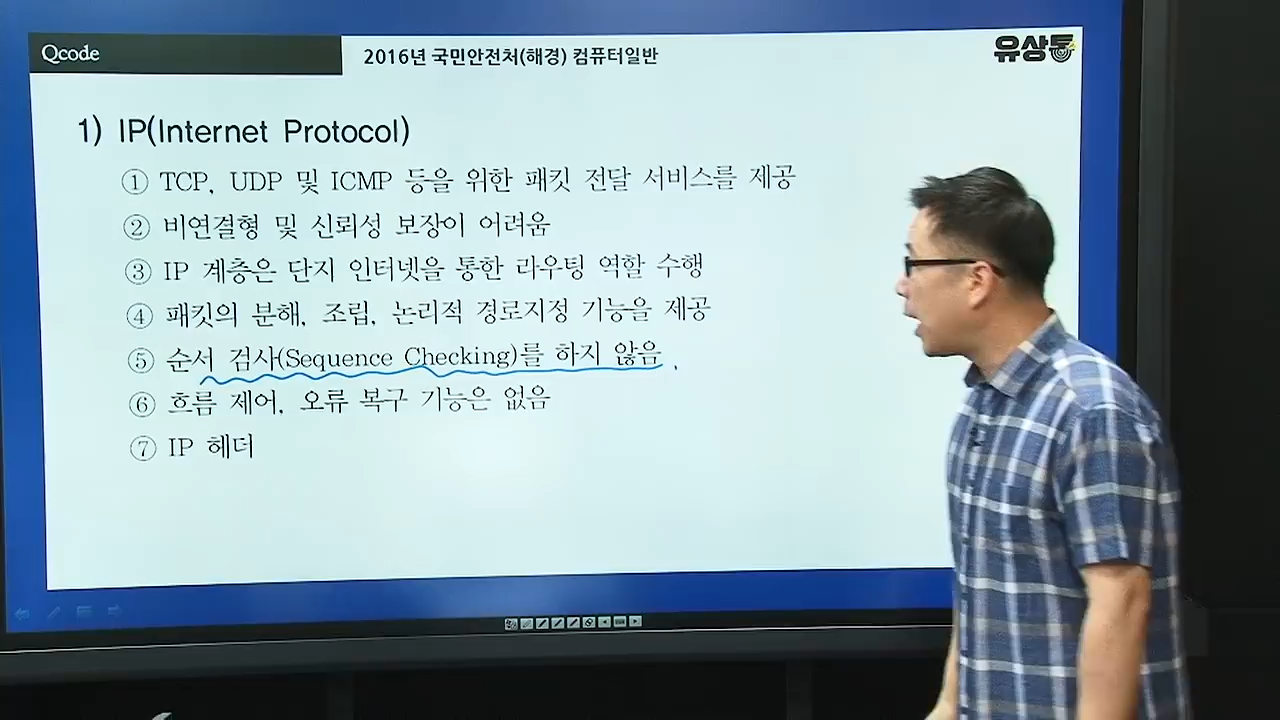 Qcode
2016년 국민안전처(해경) 컴퓨터일반
유상통
1) IP(Internet Protocol)
① TCP, UDP 및 ICMP 등을 위한 패킷 전달 서비스를 제공
② 비연결형 및 신뢰성 보장이 어려움
③ IP 계층은 단지 인터넷을 통한 라우팅 역할 수행
④ 패킷의 분해, 조립, 논리적 경로지정 기능을 제공
⑤ 순서 검사(Sequence Checking)를 하지 않음
⑥ 흐름 제어, 오류 복구 기능은 없음
⑦ IP 헤더